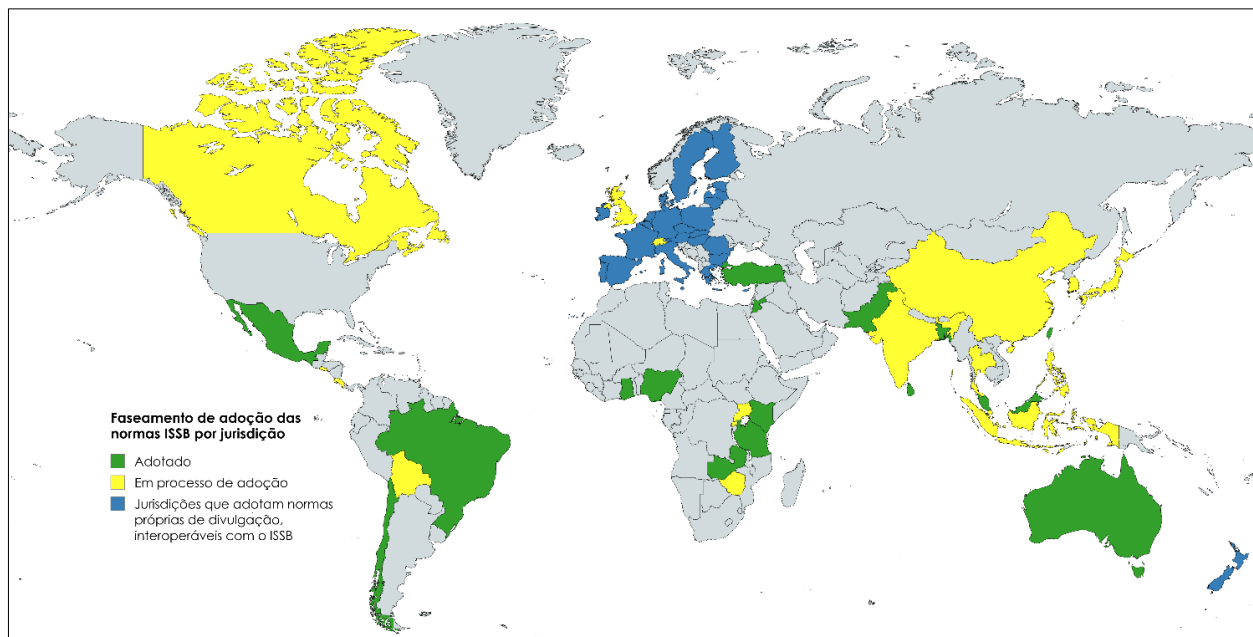 Faseamento de adoção das
normas ISSB por jurisdição
Adotado
Em processo de adoção
Jurisdições que adotam normas
próprias de divulgação,
interoperáveis com o ISSB